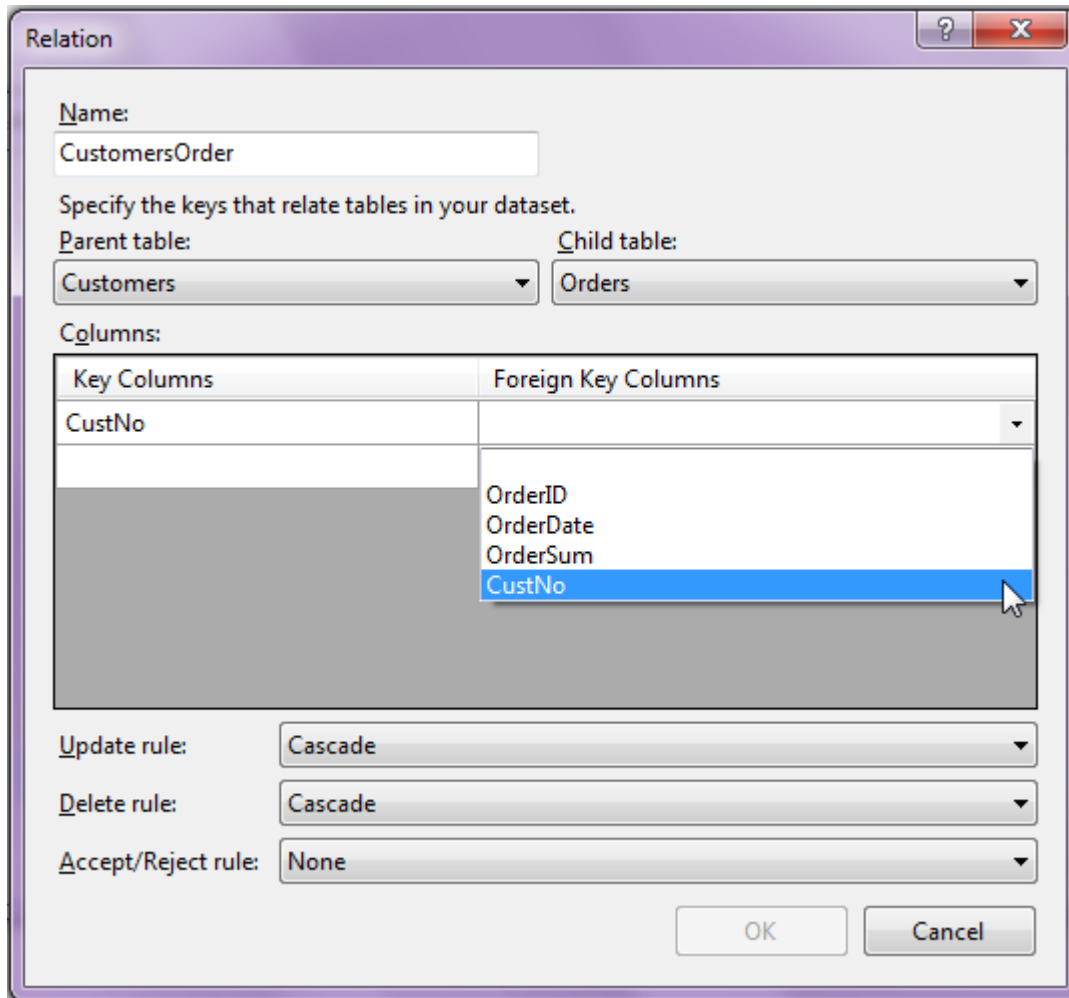 Relation
Name:
CustomersOrder
Specify the keys that relate tables in your dataset.
Parent table: Child table:
Customers Orders
Columns:
Key Columns Foreign Key Columns
CustNo
OrderID
OrderDate
OrderSum
CustNo
Update rule: Cascade
Delete rule: Cascade
Accept/Reject rule: None
OK Cancel